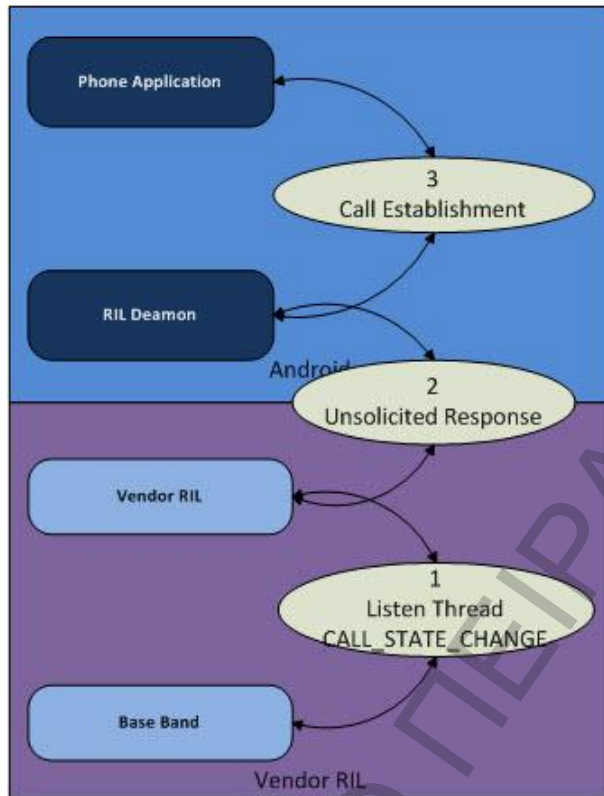 Phone Application
3
Call Establishment
RIL Deamon
Android
2
Unsolicited Response
Vendor RIL
1
Listen Thread
CALL_STATE_CHANGE
Base Band
Vendor RIL